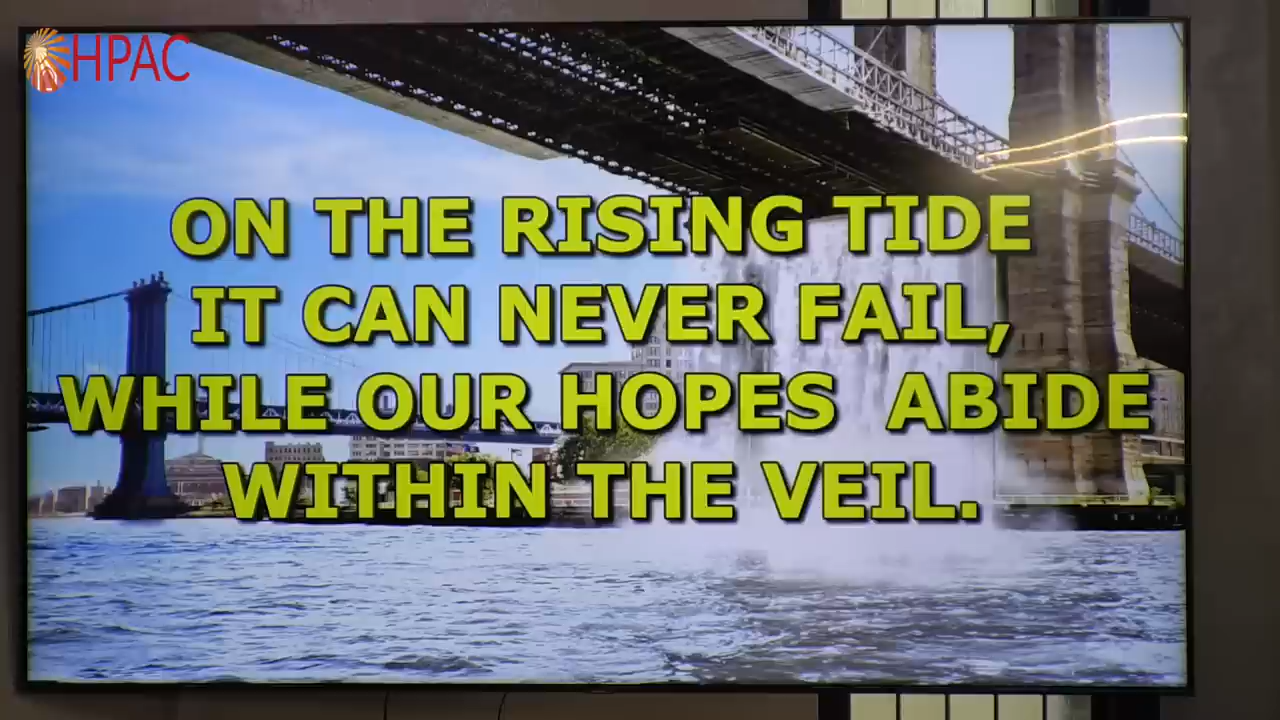 HPAC
ON THE RISING TIDE
IT CAN NEVER FAIL,
WHILE OUR HOPES ABIDE
WITHIN THE VEIL.